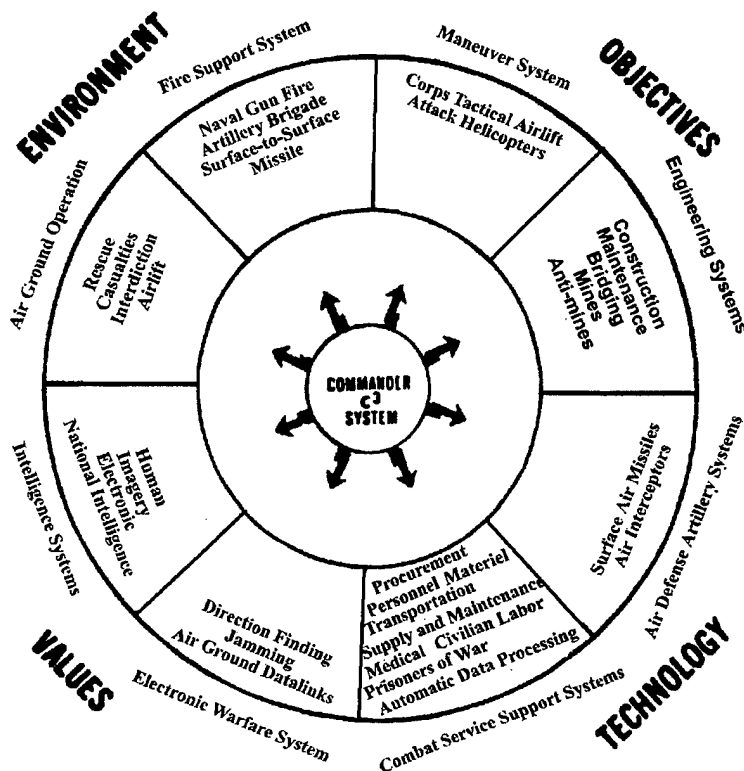 ENVIRONMENT
Fire Support System
Maneuver System
OBJECTIVES
Naval Gun Fire
Artillery Brigade
Surface-to-Surface
Missile
Corps Tactical Airlift
Attack Helicopters
Air Ground Operation
Rescue
Casualties
Interdiction
Airlift
Engineering Systems
Construction
Maintenance
Bridging
Mines
Anti-mines
COMMANDER
C3
SYSTEM
Intelligence Systems
Human
Imagery
Electronic
National Intelligence
Surface Air Missiles
Air Interceptors
Air Defense Artillery Systems
Direction Finding
Jamming
Air Ground Dataliuks
Procurement
Personnel Materiel
Transportation
Supply and Maintenance
Medical Civilian Labor
Prisoners of War
Automatic Data Processing
VALUES
Electronic Warfare System
Combat Service Support Systems
TECHNOLOGY